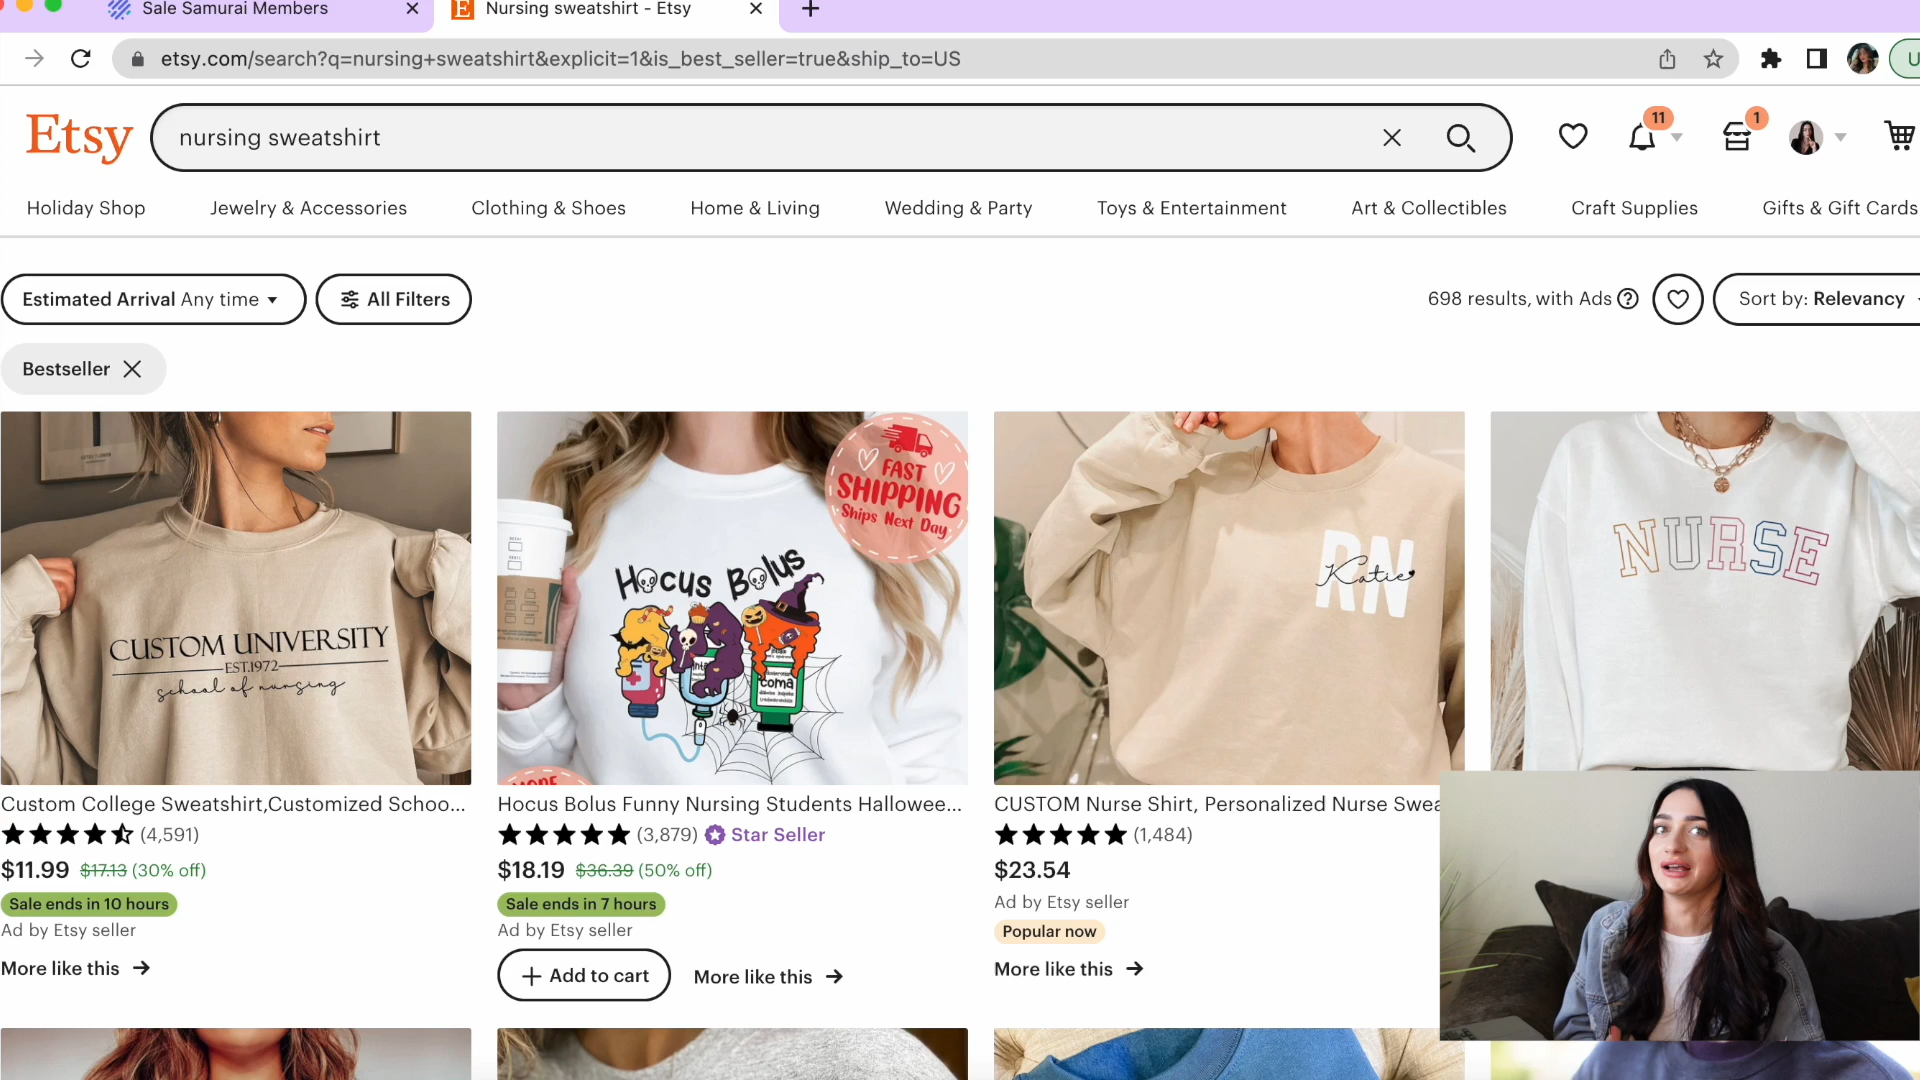 Sale Samurai Members
Nursing sweatshirt - Etsy
etsy.com/search?q=nursing+sweatshirt&explicit=1&is_best_seller=true&ship_to=US
U
Etsy
nursing sweatshirt
11
1
Holiday Shop
Jewelry & Accessories
Clothing & Shoes
Home & Living
Wedding & Party
Toys & Entertainment
Art & Collectibles
Craft Supplies
Gifts & Gift Cards
Estimated Arrival Any time
All Filters
698 results, with Ads
Sort by: Relevancy
Bestseller
CUSTOM UNIVERSITY
EST.1972
school of nursing
FAST
SHIPPING
Ships Next Day
Hocus Bolus
coma
MORE
RN
Katie
NURSE
Custom College Sweatshirt,Customized Schoo...
Hocus Bolus Funny Nursing Students Hallowee...
CUSTOM Nurse Shirt, Personalized Nurse Swea
(4,591)
(3,879) Star Seller
(1,484)
$11.99 $17.13 (30% off)
$18.19 $36.39 (50% off)
$23.54
Sale ends in 10 hours
Sale ends in 7 hours
Ad by Etsy seller
Ad by Etsy seller
Ad by Etsy seller
Popular now
More like this
Add to cart
More like this
More like this